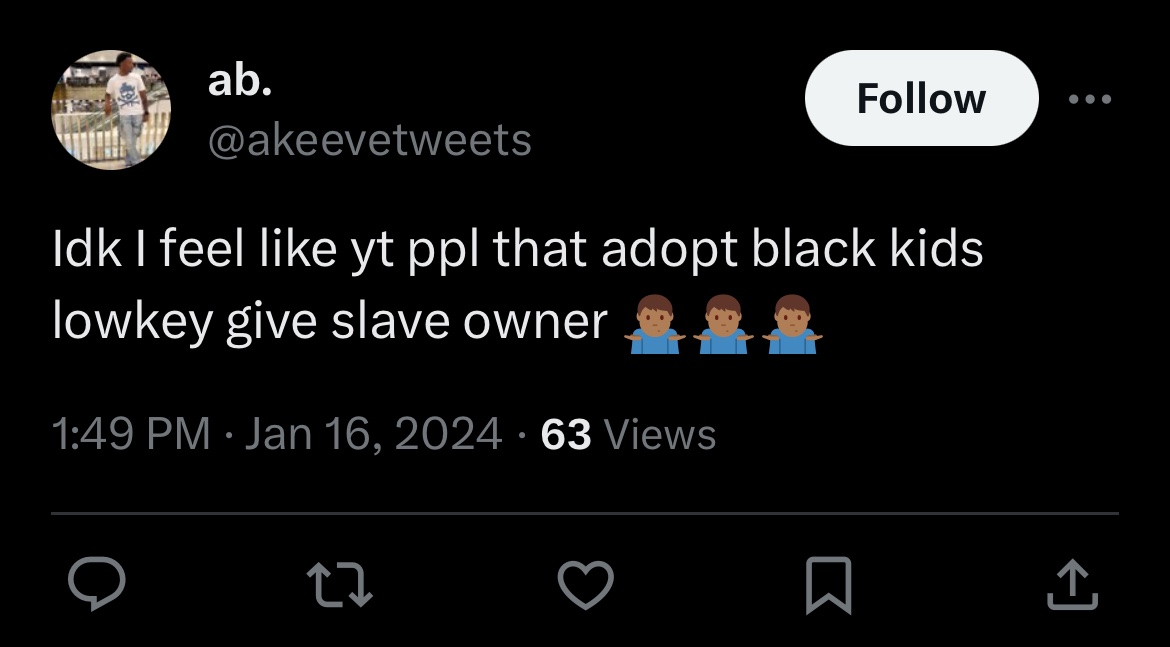 ab.
@akeevetweets
Follow
Idk I feel like yt ppl that adopt black kids
lowkey give slave owner 🤷🏽‍♂️🤷🏽‍♂️🤷🏽‍♂️
1:49 PM · Jan 16, 2024 · 63 Views